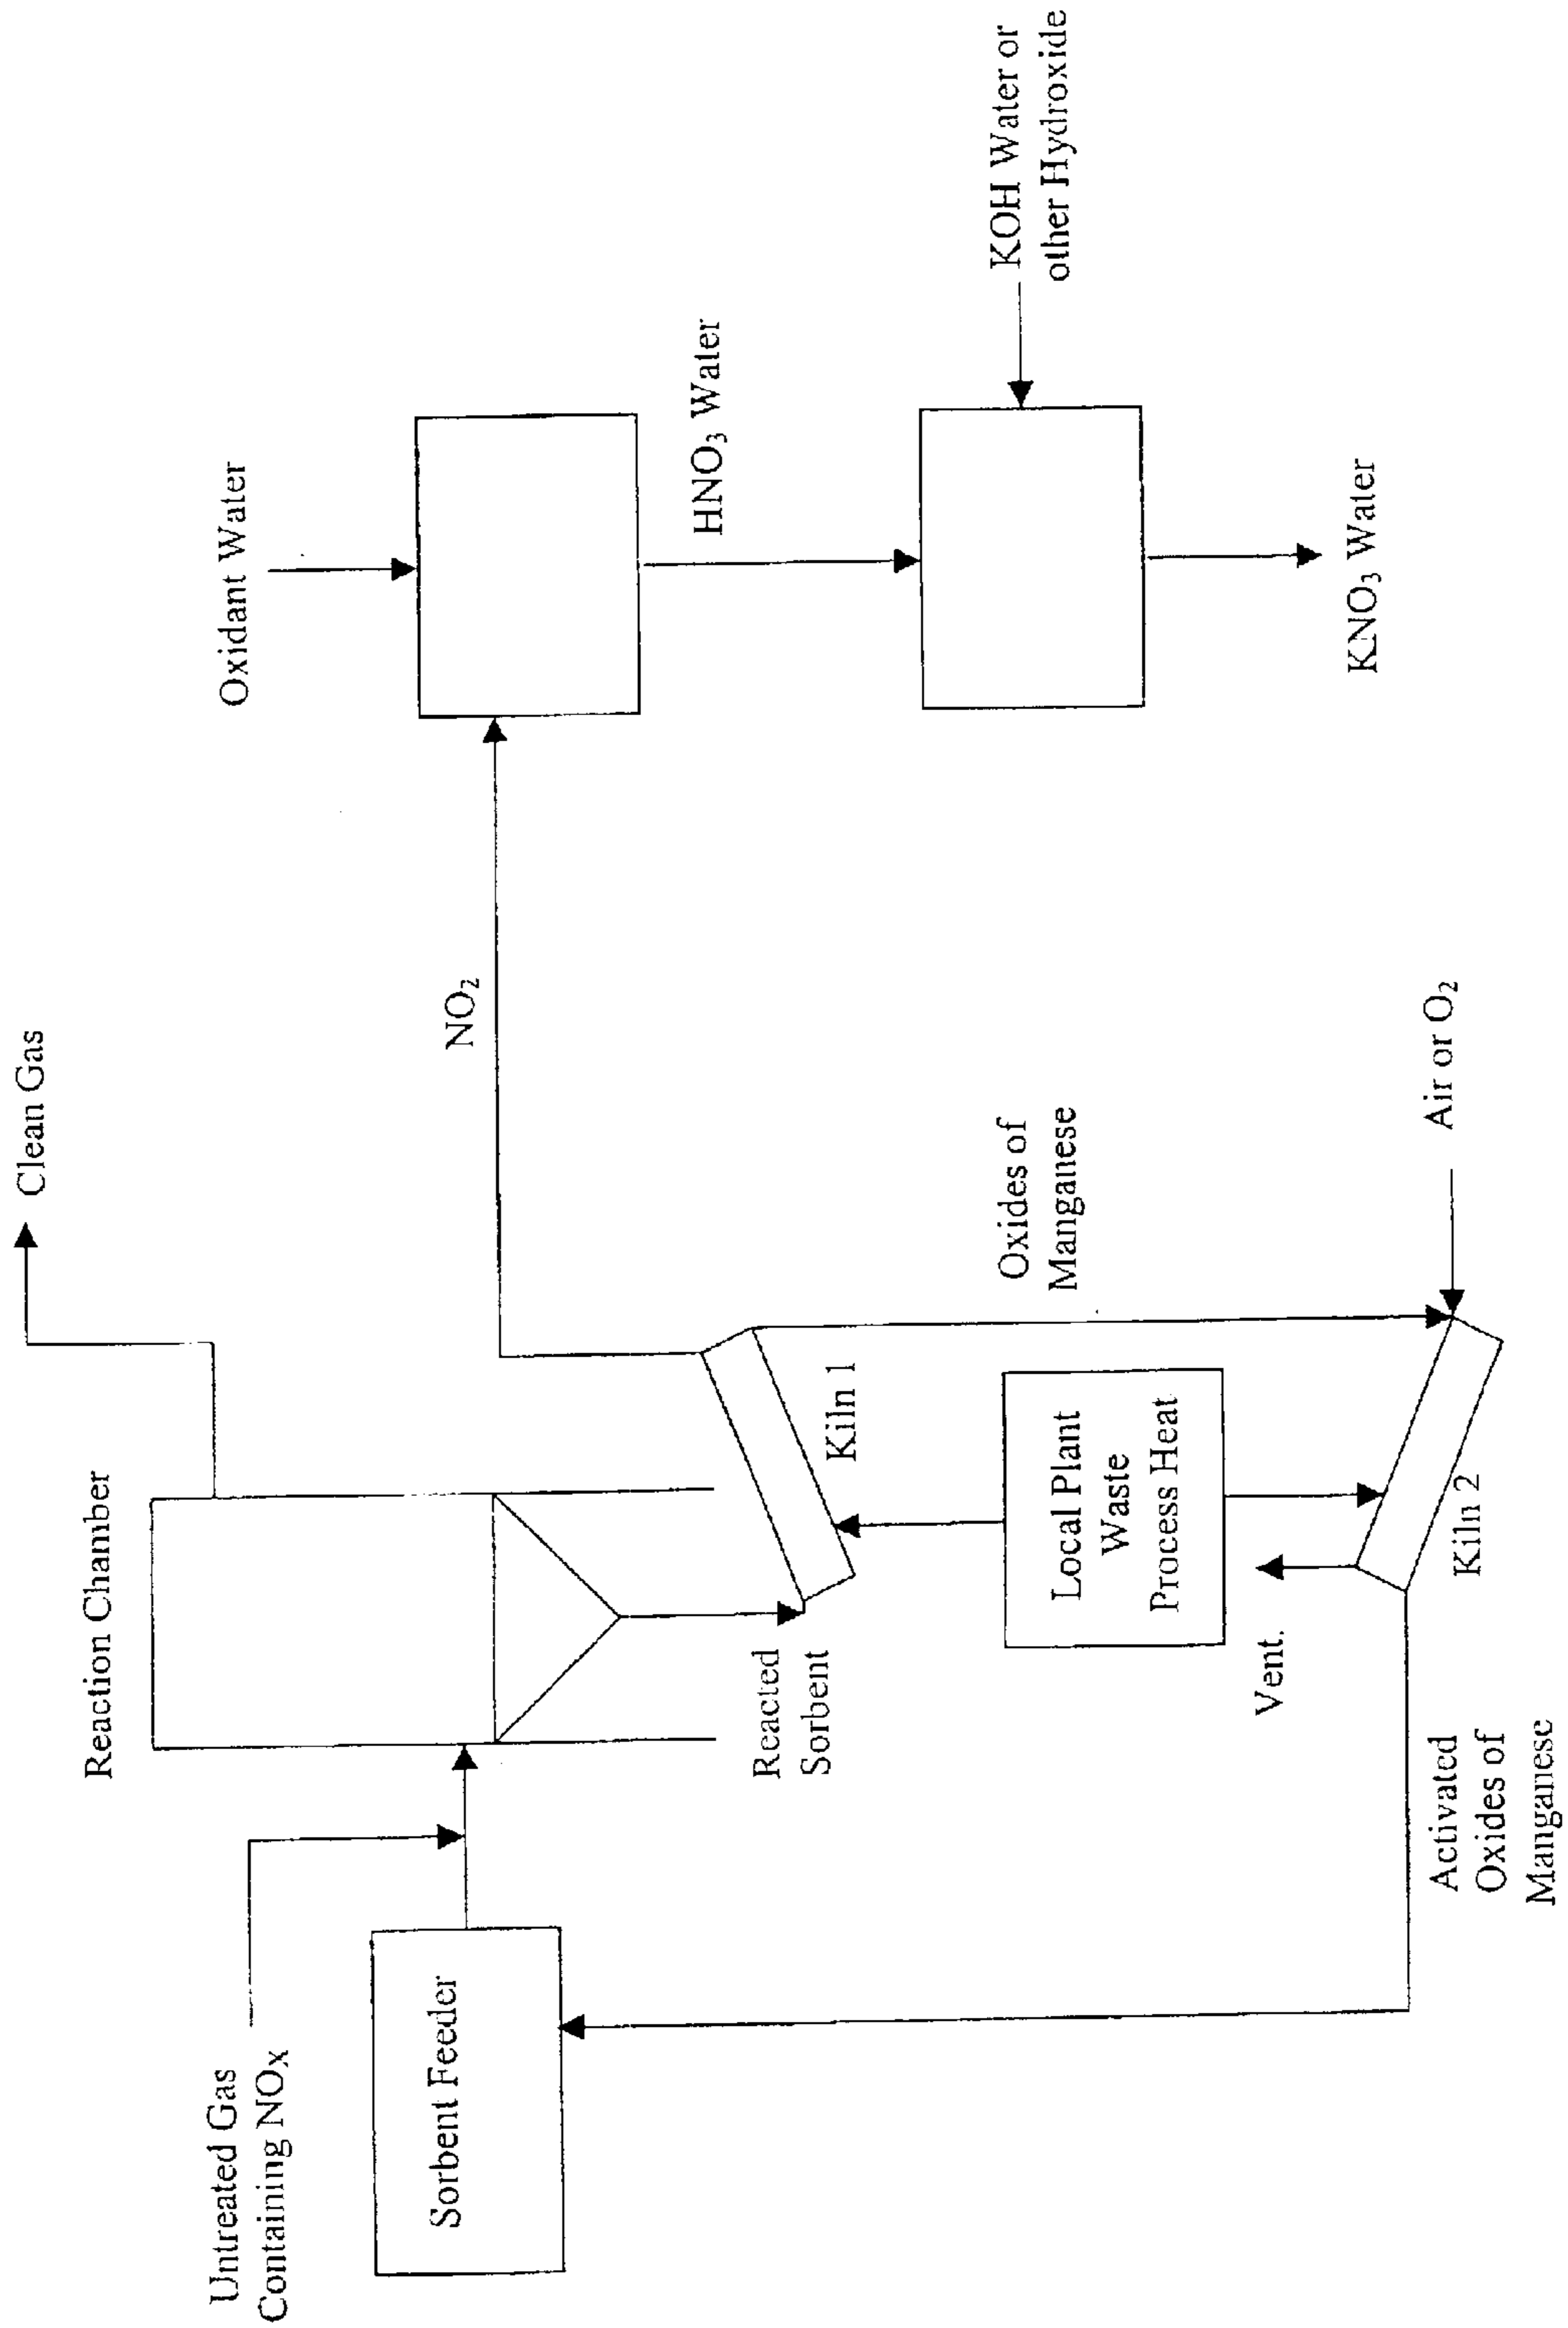 Clean Gas
Reaction Chamber
Untreated Gas
Containing NOX
Sorbent Feeder
Oxidant Water
NO2
HNO3 Water
Reacted
Sorbent
Kiln 1
Oxides of
Manganese
Local Plant
Waste
Process Heat
KOH Water or
other Hydroxide
Vent.
Kiln 2
Air or O2
KNO3 Water
Activated
Oxides of
Manganese